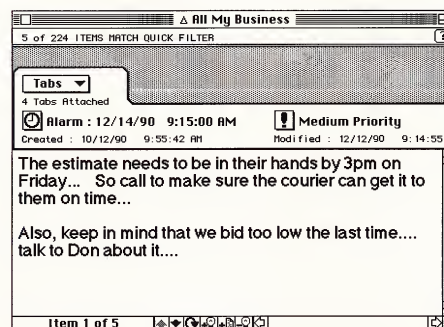 All My Business
5 of 224 ITEMS MATCH QUICK FILTER
?
Tabs
4 Tabs Attached
Alarm : 12/14/90 9:15:00 AM
! Medium Priority
Created : 10/12/90 9:55:42 AM
Modified : 12/12/90 9:14:55
The estimate needs to be in their hands by 3pm on
Friday... So call to make sure the courier can get it to
them on time...
Also, keep in mind that we bid too low the last time....
talk to Don about it....
Item 1 of 5